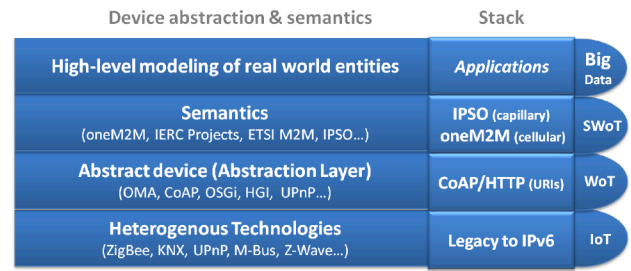 Device abstraction & semantics
Stack
High-level modeling of real world entities
Applications
Big
Data
Semantics
(oneM2M, IERC Projects, ETSI M2M, IPSO...)
IPSO (capillary)
oneM2M (cellular)
SWoT
Abstract device (Abstraction Layer)
(OMA, CoAP, OSGi, HGI, UPnP...)
CoAP/HTTP (URIs)
WoT
Heterogenous Technologies
(ZigBee, KNX, UPnP, M-Bus, Z-Wave...)
Legacy to IPv6
IoT